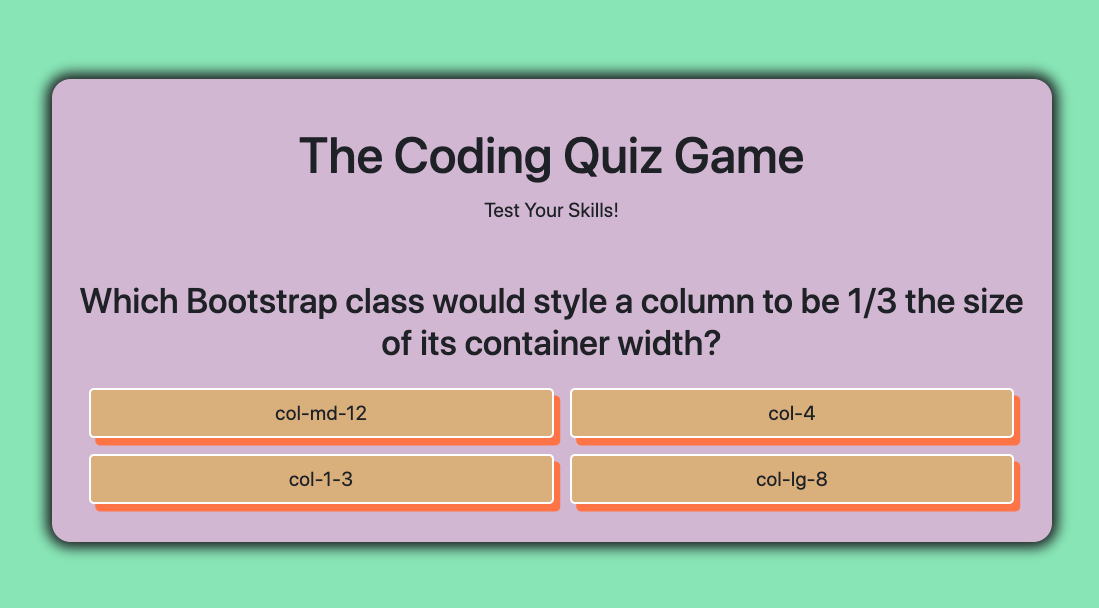 The Coding Quiz Game
Test Your Skills!
Which Bootstrap class would style a column to be 1/3 the size
of its container width?
col-md-12
col-4
col-1-3
col-lg-8